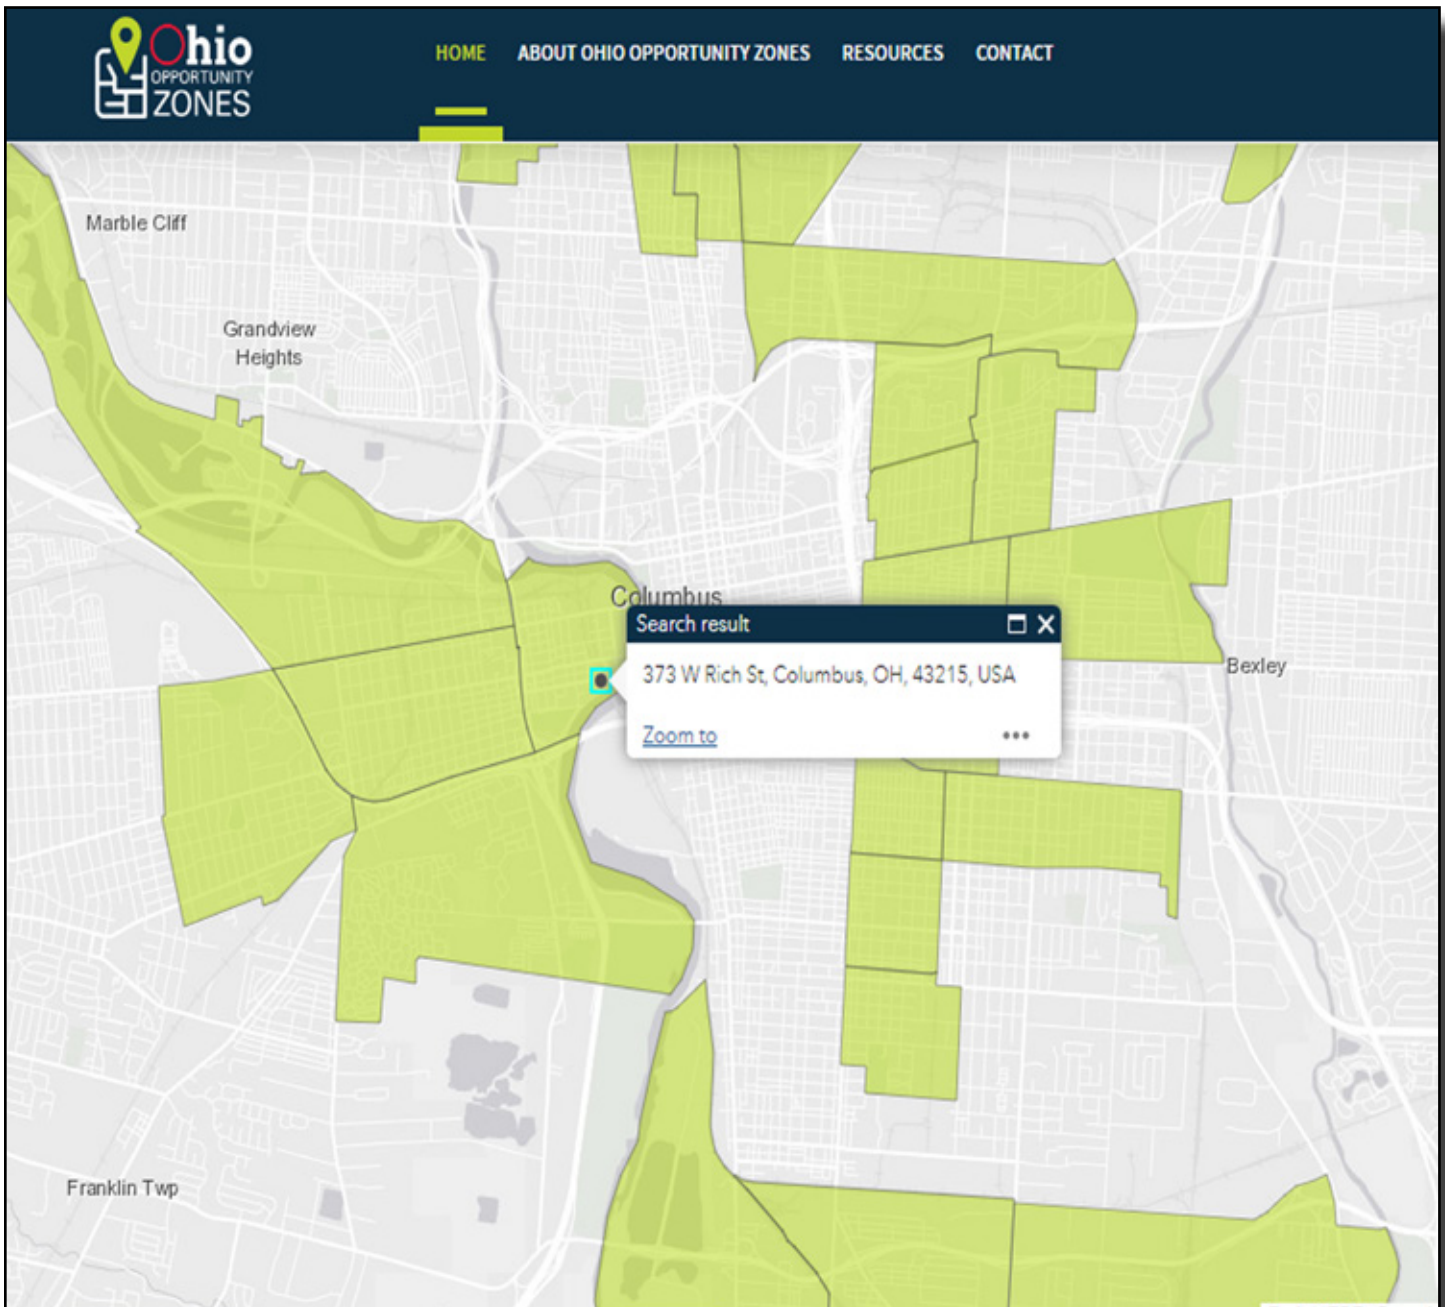 Ohio
OPPORTUNITY
ZONES
HOME ABOUT OHIO OPPORTUNITY ZONES RESOURCES CONTACT
Marble Cliff
Grandview
Heights
Columbus
Search result
373 W Rich St, Columbus, OH, 43215, USA
Zoom to
Bexley
Franklin Twp